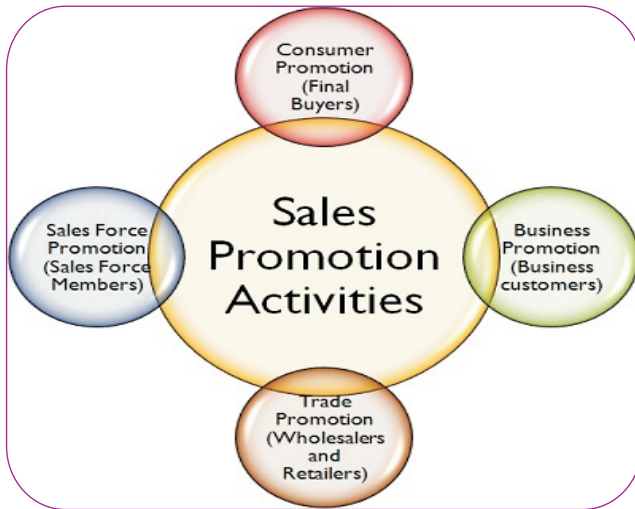 Consumer
Promotion
(Final
Buyers)
Sales
Promotion
Activities
Sales Force
Promotion
(Sales Force
Members)
Business
Promotion
(Business
customers)
Trade
Promotion
(Wholesalers
and
Retailers)